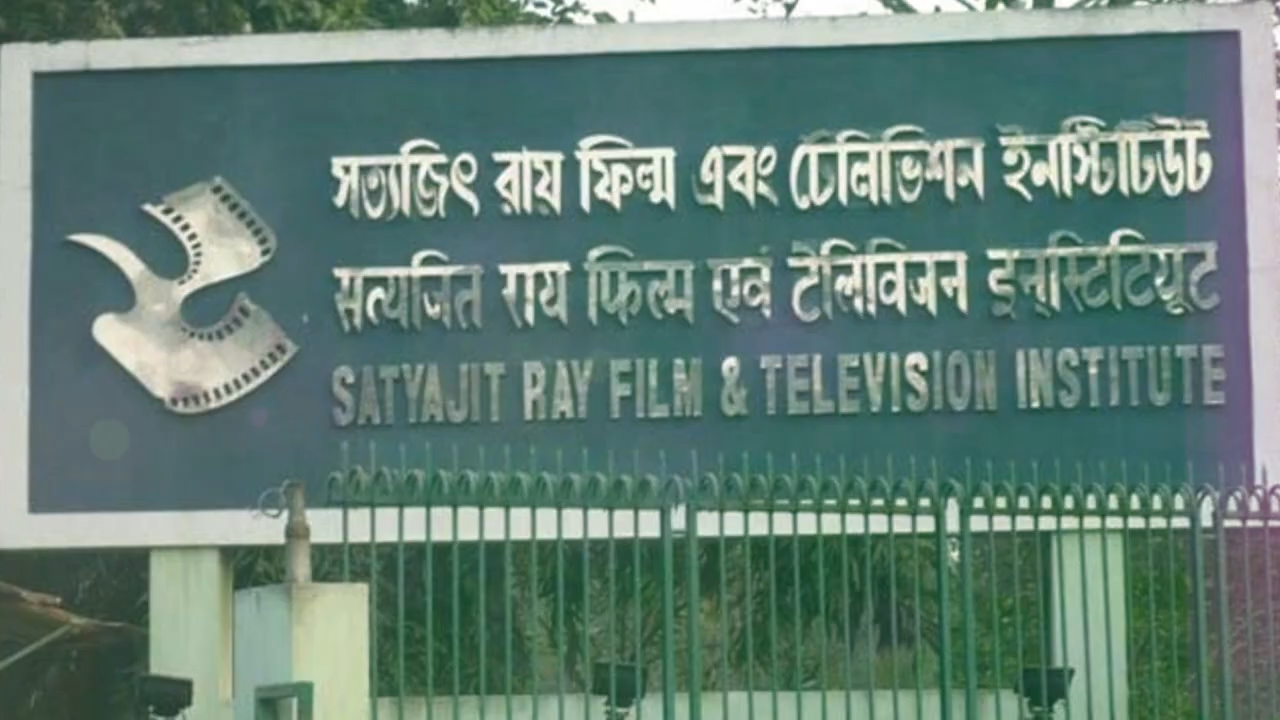 সত্যজিৎ রায় ফিল্ম এবং টেলিভিশন ইনস্টিটিউট
सत्यजित राय फिल्म एवं टेलिविजन इन्स्टिटियूट
SATYAJIT RAY FILM & TELEVISION INSTITUTE